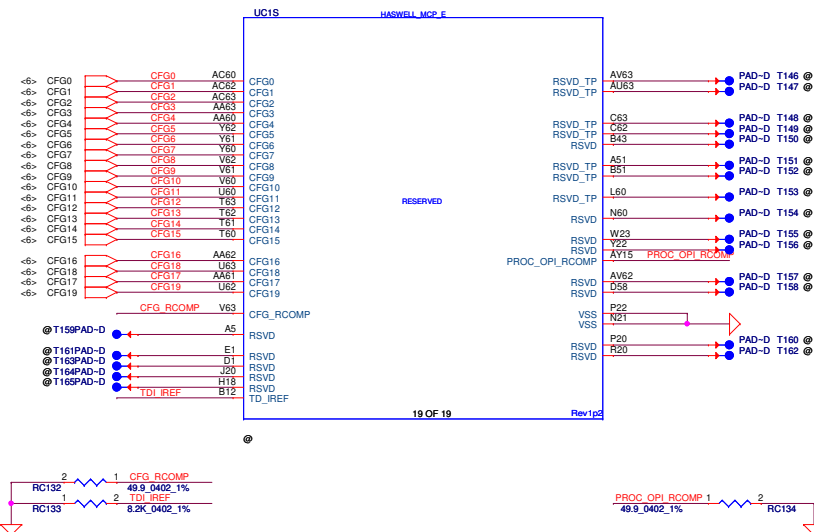 UC1S
HASWELL_MCP_E
<6> CFG0 CFG0 AC60 CFG0
<6> CFG1 CFG1 AC62 CFG1
<6> CFG2 CFG2 AC63 CFG2
<6> CFG3 CFG3 AA63 CFG3
<6> CFG4 CFG4 AA60 CFG4
<6> CFG5 CFG5 Y62 CFG5
<6> CFG6 CFG6 Y61 CFG6
<6> CFG7 CFG7 Y60 CFG7
<6> CFG8 CFG8 V62 CFG8
<6> CFG9 CFG9 V61 CFG9
<6> CFG10 CFG10 V60 CFG10
<6> CFG11 CFG11 U60 CFG11
<6> CFG12 CFG12 T63 CFG12
<6> CFG13 CFG13 T62 CFG13
<6> CFG14 CFG14 T61 CFG14
<6> CFG15 CFG15 T60 CFG15
<6> CFG16 CFG16 AA62 CFG16
<6> CFG18 CFG18 U63 CFG18
<6> CFG17 CFG17 AA61 CFG17
<6> CFG19 CFG19 U62 CFG19
CFG_RCOMP V63 CFG_RCOMP
@T159PAD~D A5 RSVD
@T161PAD~D E1 RSVD
@T163PAD~D D1 RSVD
@T164PAD~D J20 RSVD
@T165PAD~D H18 RSVD
TDI_IREF B12 TD_IREF
RESERVED
RSVD_TP AV63 PAD~D T146 @
RSVD_TP AU63 PAD~D T147 @
RSVD_TP C63 PAD~D T148 @
RSVD_TP C62 PAD~D T149 @
RSVD B43 PAD~D T150 @
RSVD_TP A51 PAD~D T151 @
RSVD_TP B51 PAD~D T152 @
RSVD_TP L60 PAD~D T153 @
RSVD N60 PAD~D T154 @
RSVD W23 PAD~D T155 @
RSVD Y22 PAD~D T156 @
PROC_OPI_RCOMP AY15 PROC_OPI_RCOMP
RSVD AV62 PAD~D T157 @
RSVD D58 PAD~D T158 @
VSS P22
VSS N21
RSVD P20 PAD~D T160 @
RSVD R20 PAD~D T162 @
19 OF 19
Rev1p2
@
2 1 CFG_RCOMP
RC132 49.9_0402_1%
1 2 TDI_IREF
RC133 8.2K_0402_1%
PROC_OPI_RCOMP 1 2
49.9_0402_1% RC134